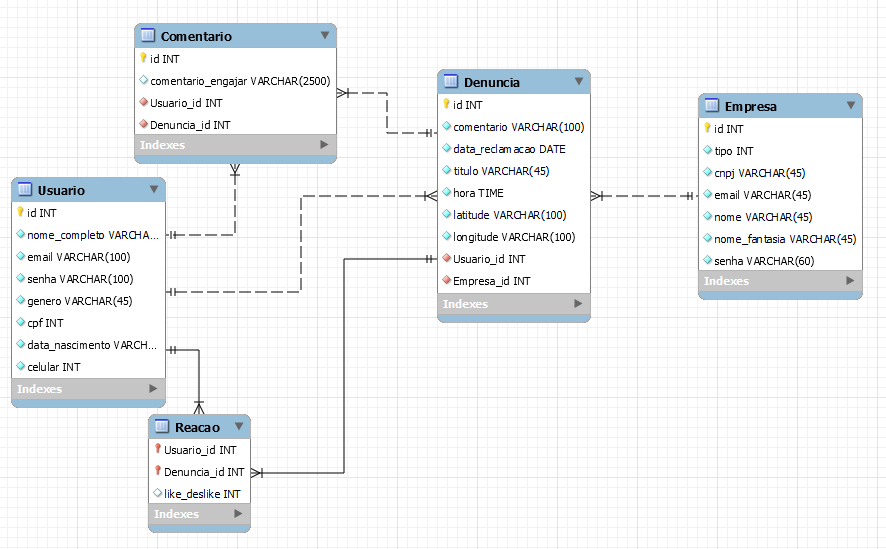 Comentario
id INT
comentario_engajar VARCHAR(2500)
Usuario_id INT
Denuncia_id INT
Indexes
Denuncia
id INT
comentario VARCHAR(100)
data_reclamacao DATE
titulo VARCHAR(45)
hora TIME
latitude VARCHAR(100)
longitude VARCHAR(100)
Usuario_id INT
Empresa_id INT
Indexes
Empresa
id INT
tipo INT
cnpj VARCHAR(45)
email VARCHAR(45)
nome VARCHAR(45)
nome_fantasia VARCHAR(45)
senha VARCHAR(60)
Indexes
Usuario
id INT
nome_completo VARCHA...
email VARCHAR(100)
senha VARCHAR(100)
genero VARCHAR(45)
cpf INT
data_nascimento VARCH...
celular INT
Indexes
Reacao
Usuario_id INT
Denuncia_id INT
like_deslike INT
Indexes